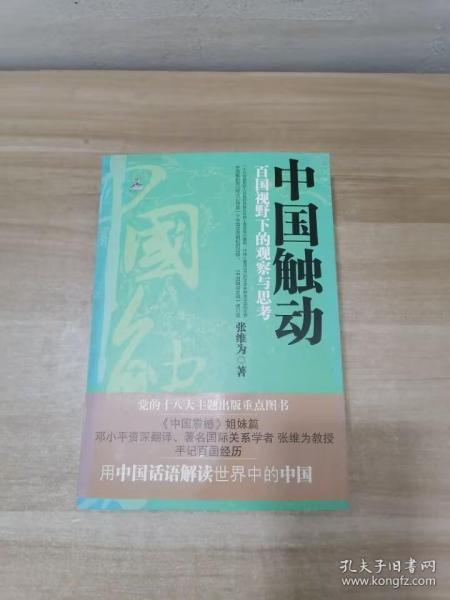 中国触动
百国视野下的观察与思考
张维为◎著
中國触
党的十八大主题出版重点图书
《中国震撼》姐妹篇
邓小平资深翻译、著名国际关系学者 张维为教授
手记百国经历
用中国话语解读世界中的中国
孔夫子旧书网
www.kongfz.com